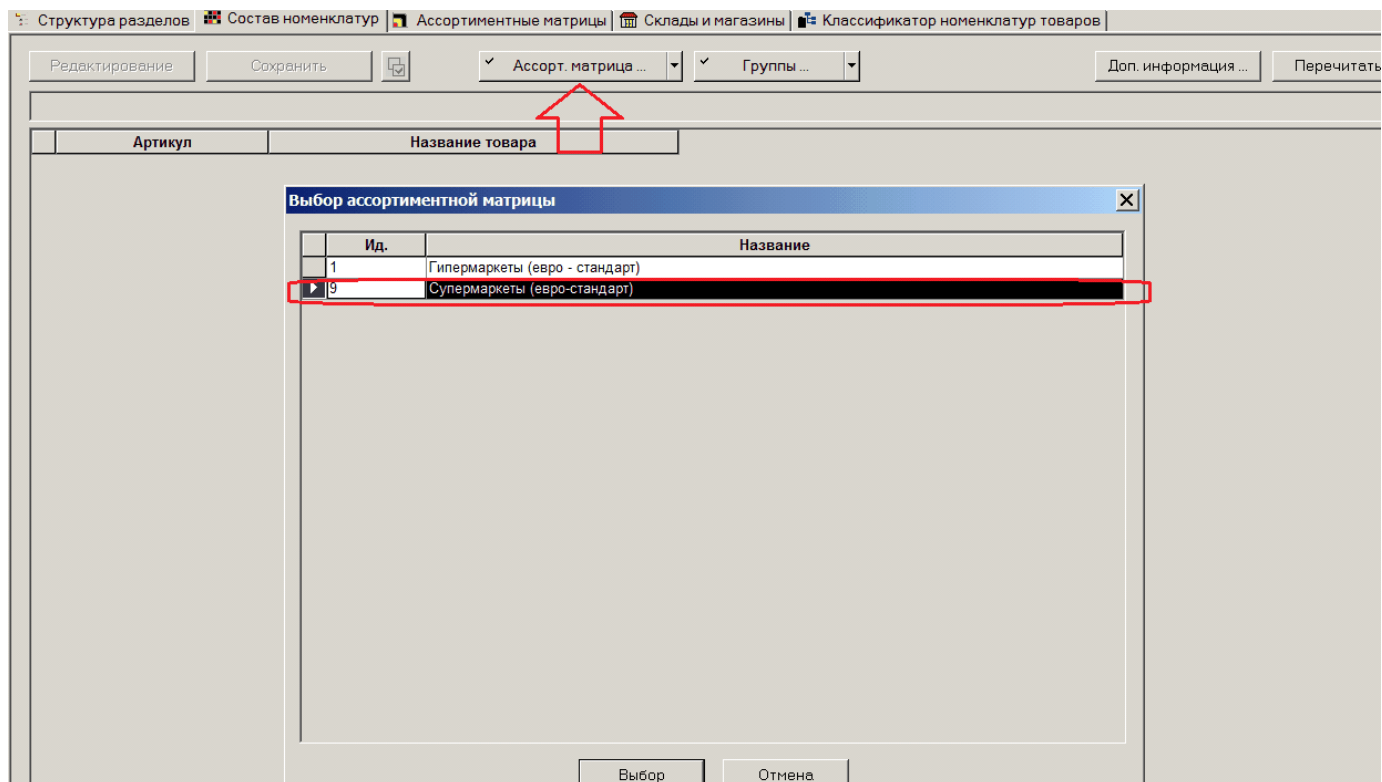 Структура разделов Состав номенклатур Ассортиментные матрицы Склады и магазины Классификатор номенклатур товаров
Редактирование Сохранить Ассорт. матрица ... Группы ... Доп. информация ... Перечитать
Артикул Название товара
Выбор ассортиментной матрицы
Ид. Название
1 Гипермаркеты (евро - стандарт)
9 Супермаркеты (евро-стандарт)
Выбор Отмена